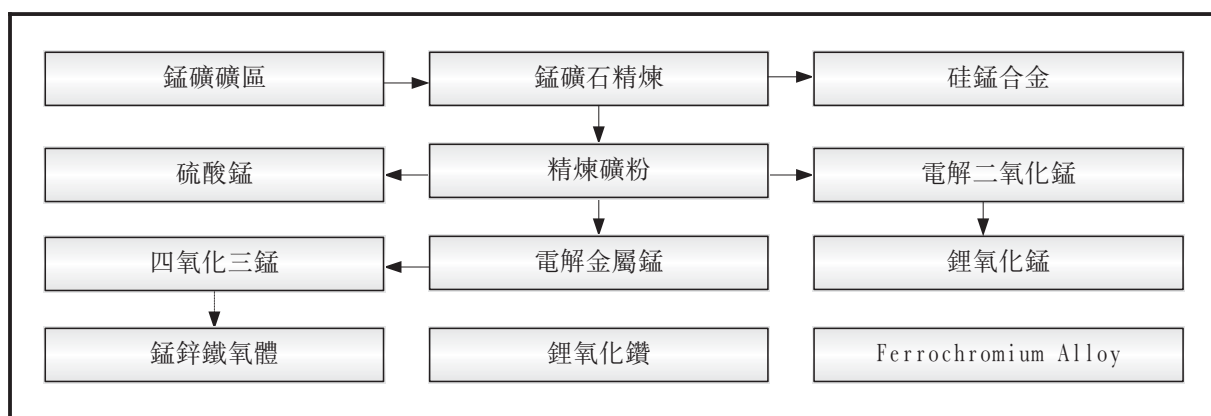 錳礦礦區
錳礦石精煉
硅錳合金
硫酸錳
精煉礦粉
電解二氧化錳
四氧化三錳
電解金屬錳
鋰氧化錳
錳鋅鐵氧體
鋰氧化鑽
Ferrochromium Alloy